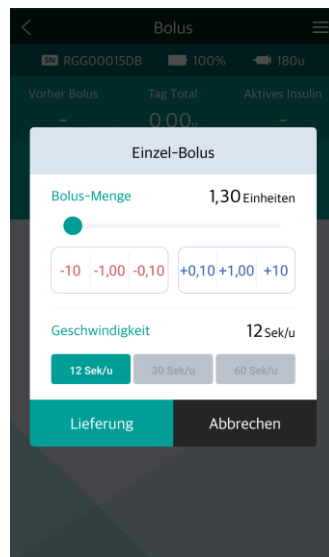 Bolus
SN RGG00015DB 100% 180u
Vorher Bolus Tag Total Aktives Insulin
- 0.00u -
Einzel-Bolus
Bolus-Menge 1,30 Einheiten
-10 -1,00 -0,10 +0,10 +1,00 +10
Geschwindigkeit 12 Sek/u
12 Sek/u 30 Sek/u 60 Sek/u
Lieferung Abbrechen